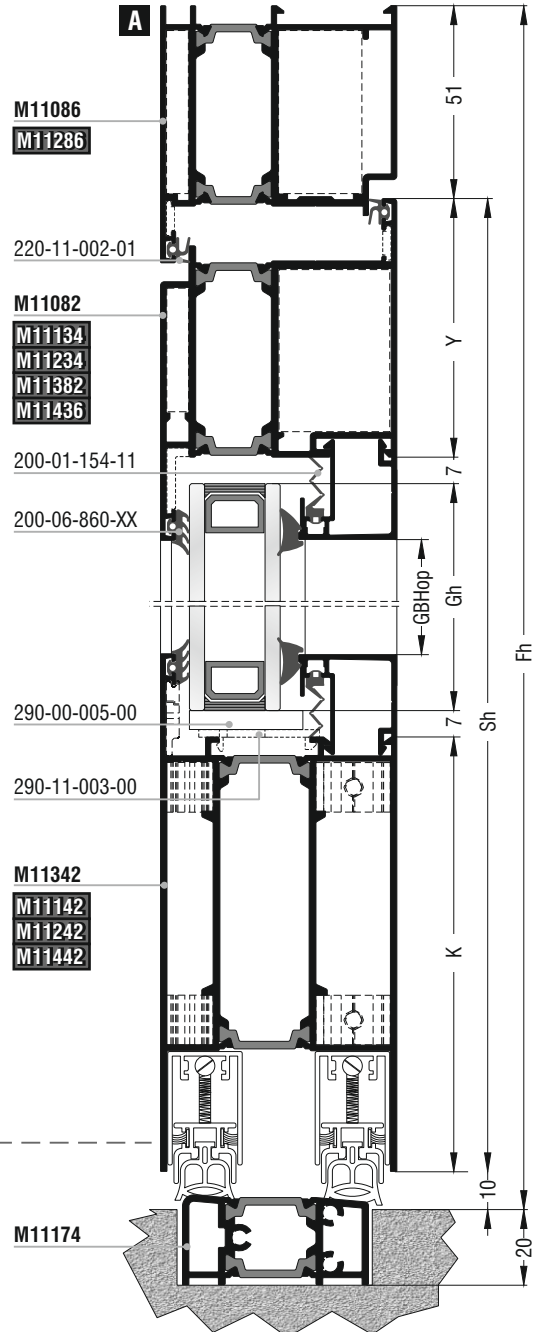 A
M11086
M11286
220-11-002-01
M11082
M11134
M11234
M11382
M11436
200-01-154-11
200-06-860-XX
290-00-005-00
290-11-003-00
M11342
M11142
M11242
M11442
M11174
51
Y
7
Gh
GBHop
7
K
10
20
Sh
Fh